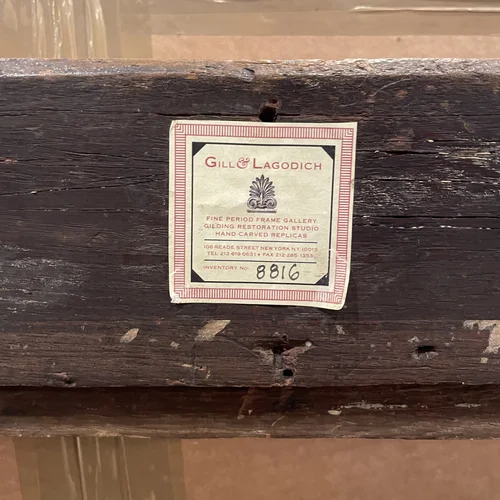 GILL & LAGODICH
FINE PERIOD FRAME GALLERY
GILDING RESTORATION STUDIO
HAND CARVED REPLICAS
108 READE STREET NEW YORK NY 10013
TEL 212 619 0631 • FAX 212 285 1353
INVENTORY NO. 8816